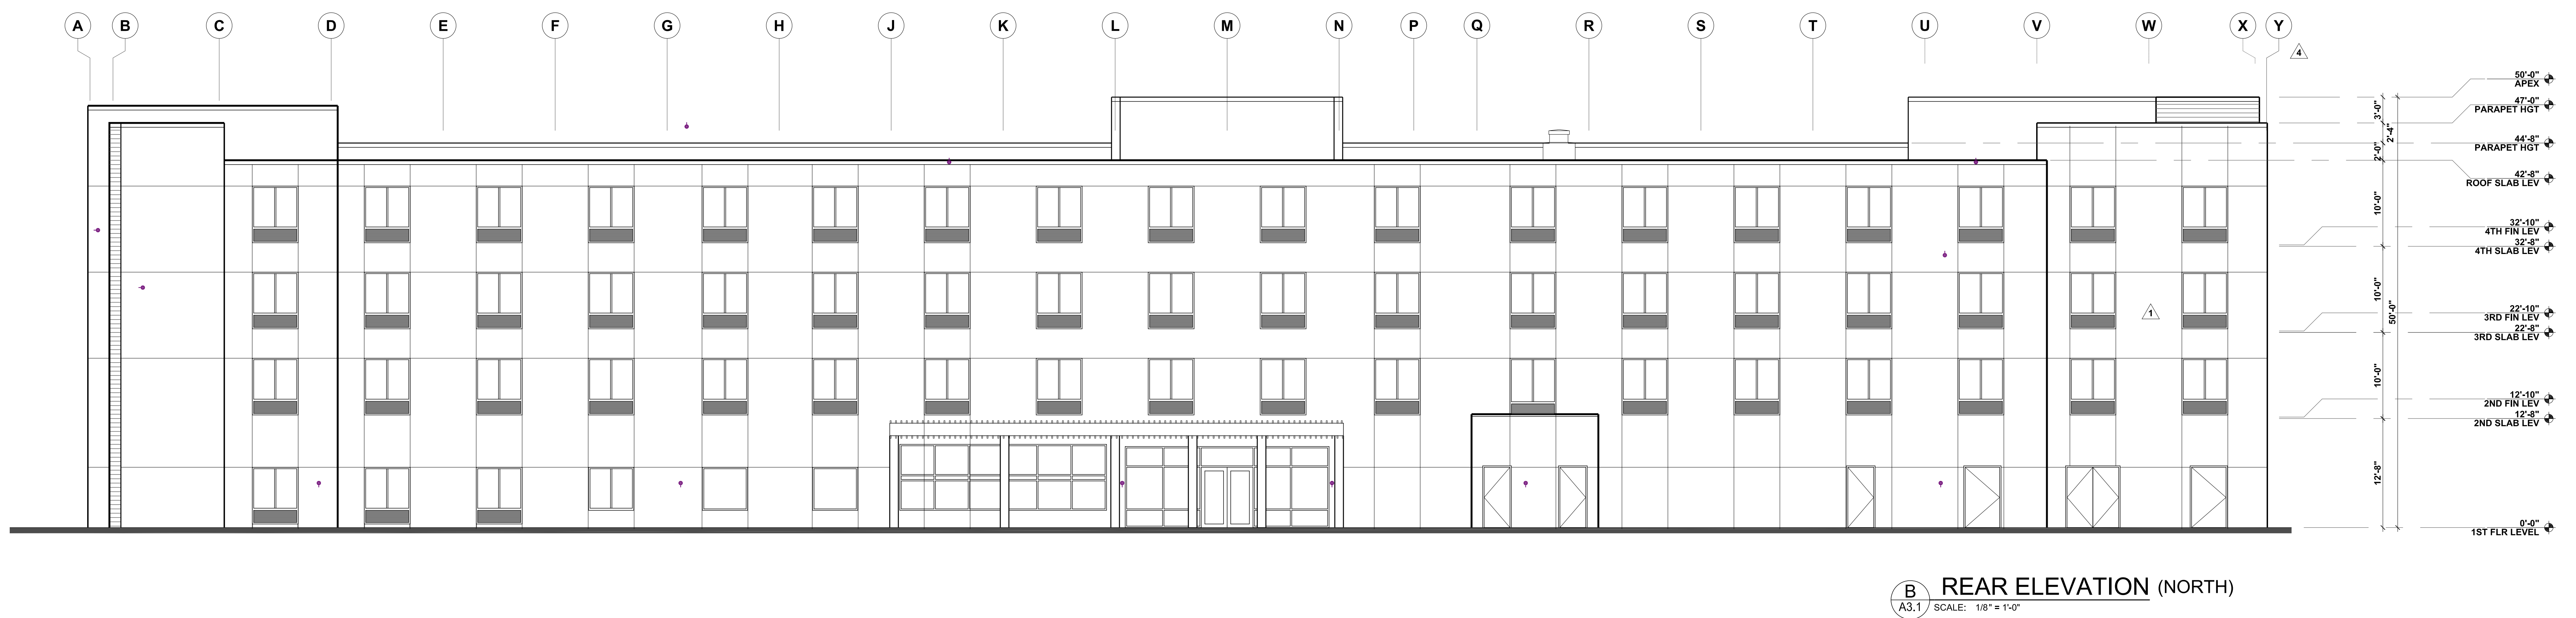 A B C D E F G H J K L M N P Q R S T U V W X Y
4
50'-0"
APEX
47'-0"
PARAPET HGT
44'-8"
PARAPET HGT
42'-8"
ROOF SLAB LEV
32'-10"
4TH FIN LEV
32'-8"
4TH SLAB LEV
22'-10"
3RD FIN LEV
22'-8"
3RD SLAB LEV
12'-10"
2ND FIN LEV
12'-8"
2ND SLAB LEV
0'-0"
1ST FLR LEVEL
3'-0"
2'-4"
2'-0"
10'-0"
10'-0"
10'-0"
12'-8"
50'-0"
1
B
A3.1
REAR ELEVATION (NORTH)
SCALE: 1/8" = 1'-0"